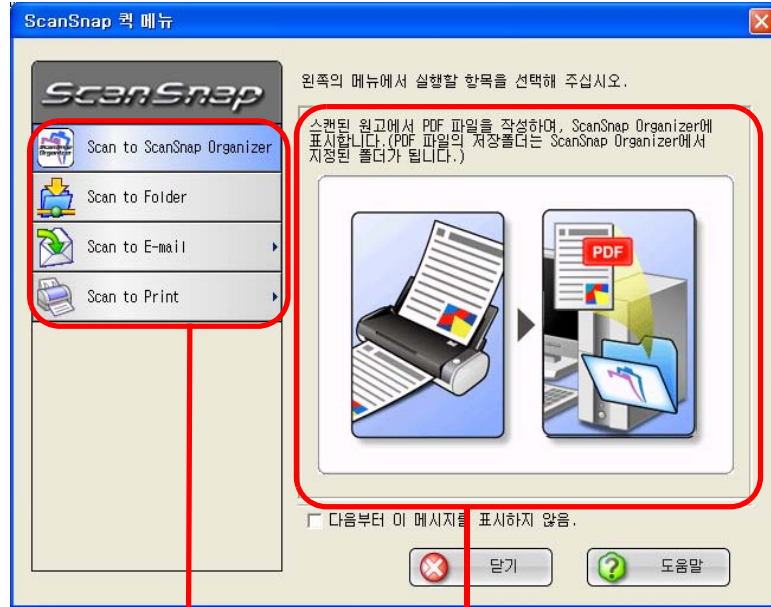 ScanSnap 퀵 메뉴
ScanSnap
왼쪽의 메뉴에서 실행할 항목을 선택해 주십시오.
Scan to ScanSnap Organizer
Scan to Folder
Scan to E-mail
Scan to Print
스캔된 원고에서 PDF 파일을 작성하며, ScanSnap Organizer에
표시합니다.(PDF 파일의 저장폴더는 ScanSnap Organizer에서
지정된 폴더가 됩니다.)
PDF
다음부터 이 메시지를 표시하지 않음.
닫기
도움말